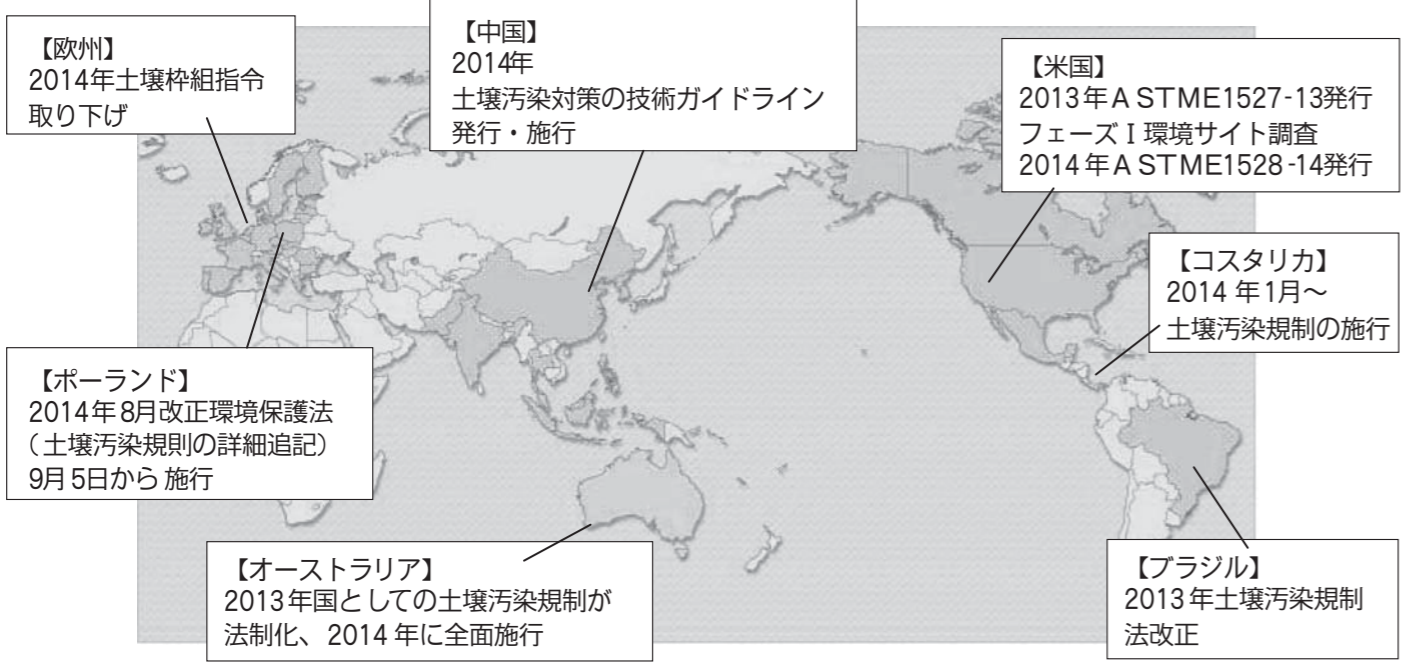 【欧州】
2014年土壌枠組指令
取り下げ
【中国】
2014年
土壌汚染対策の技術ガイドライン
発行・施行
【米国】
2013年ASTME1527-13発行
フェーズⅠ環境サイト調査
2014年ASTME1528-14発行
【コスタリカ】
2014年1月～
土壌汚染規制の施行
【ポーランド】
2014年8月改正環境保護法
（土壌汚染規則の詳細追記）
9月5日から施行
【オーストラリア】
2013年国としての土壌汚染規制が
法制化、2014年に全面施行
【ブラジル】
2013年土壌汚染規制
法改正